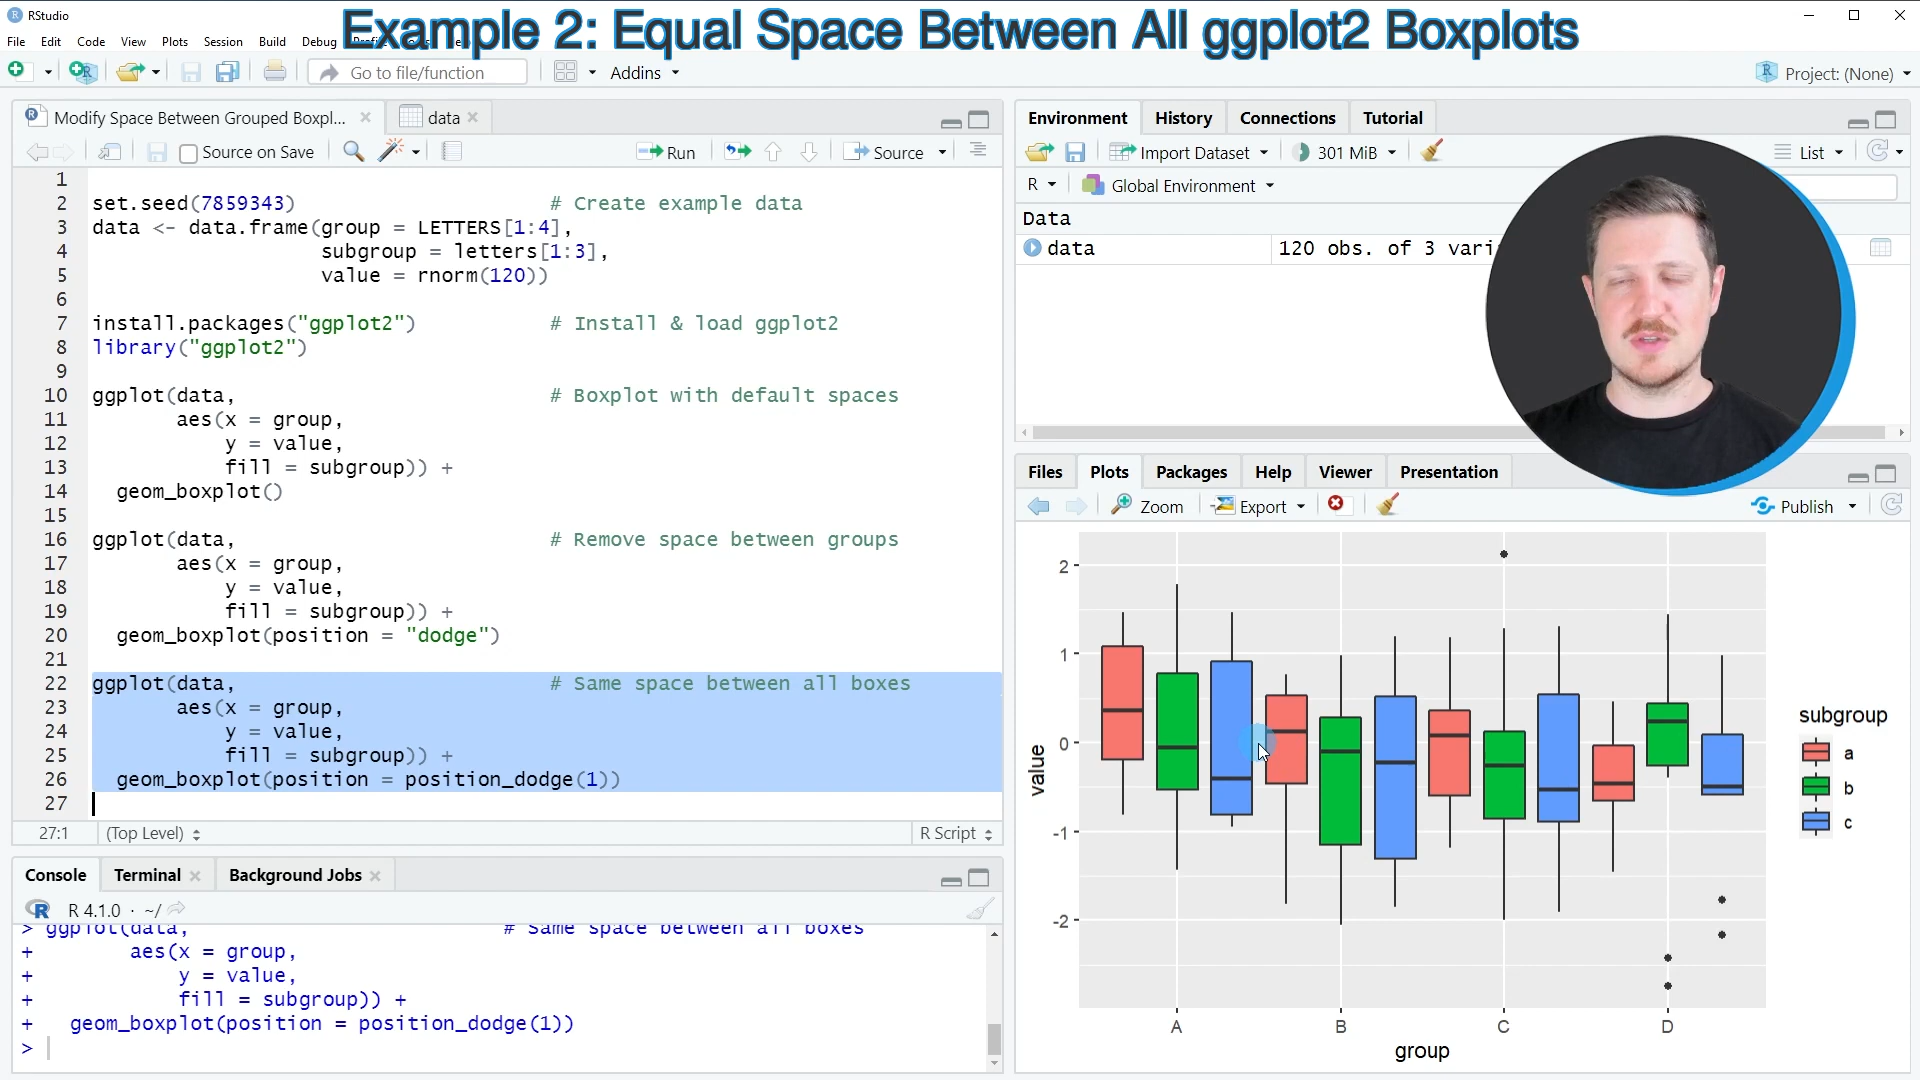 RStudio
Example 2: Equal Space Between All ggplot2 Boxplots
File Edit Code View Plots Session Build Debug
Go to file/function
Addins
Project: (None)
Modify Space Between Grouped Boxpl...
data
Source on Save
Run
Source
1
2 set.seed(7859343) # Create example data
3 data <- data.frame(group = LETTERS[1:4],
4 subgroup = letters[1:3],
5 value = rnorm(120))
6
7 install.packages("ggplot2") # Install & load ggplot2
8 library("ggplot2")
9
10 ggplot(data, # Boxplot with default spaces
11 aes(x = group,
12 y = value,
13 fill = subgroup)) +
14 geom_boxplot()
15
16 ggplot(data, # Remove space between groups
17 aes(x = group,
18 y = value,
19 fill = subgroup)) +
20 geom_boxplot(position = "dodge")
21
22 ggplot(data, # Same space between all boxes
23 aes(x = group,
24 y = value,
25 fill = subgroup)) +
26 geom_boxplot(position = position_dodge(1))
27
27:1 (Top Level) R Script
Console Terminal Background Jobs
R 4.1.0 · ~/
> ggplot(data, # Same space between all boxes
+ aes(x = group,
+ y = value,
+ fill = subgroup)) +
+ geom_boxplot(position = position_dodge(1))
>
Environment History Connections Tutorial
Import Dataset 301 MiB List
R Global Environment
Data
data 120 obs. of 3 vari
Files Plots Packages Help Viewer Presentation
Zoom Export Publish
2
1
0
-1
-2
value
A B C D
group
subgroup
a
b
c